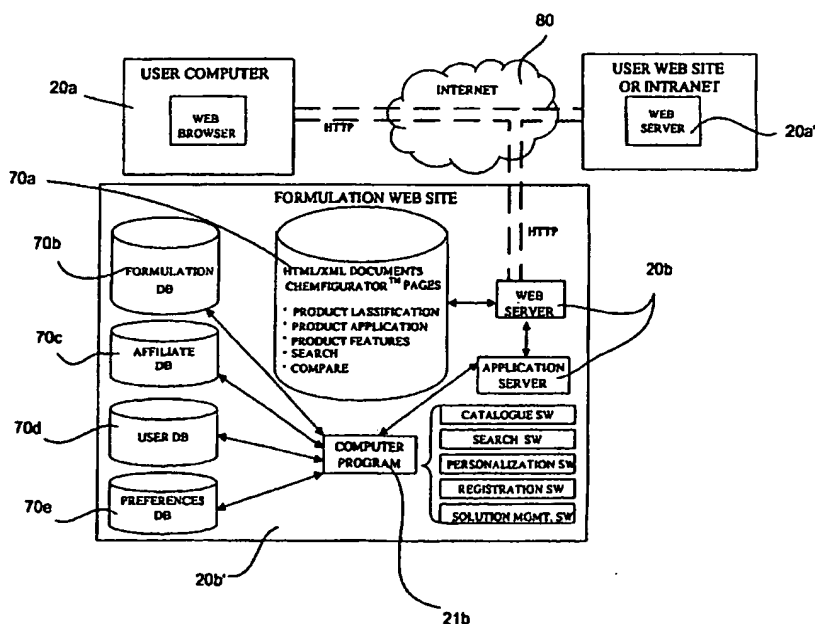 80
USER COMPUTER
WEB
BROWSER
20a
INTERNET
HTTP
USER WEB SITE
OR INTRANET
WEB
SERVER
20a'
70a
FORMULATION WEB SITE
HTTP
70b
FORMULATION
DB
HTML/XML DOCUMENTS
CHEMFIGURATOR™ PAGES
* PRODUCT LASSIFICATION
* PRODUCT APPLICATION
* PRODUCT FEATURES
* SEARCH
* COMPARE
WEB
SERVER
20b
APPLICATION
SERVER
70c
AFFILIATE
DB
70d
USER DB
70e
PREFERENCES
DB
COMPUTER
PROGRAM
CATALOGUE SW
SEARCH SW
PERSONALIZATION SW
REGISTRATION SW
SOLUTION MGMT. SW
20b'
21b